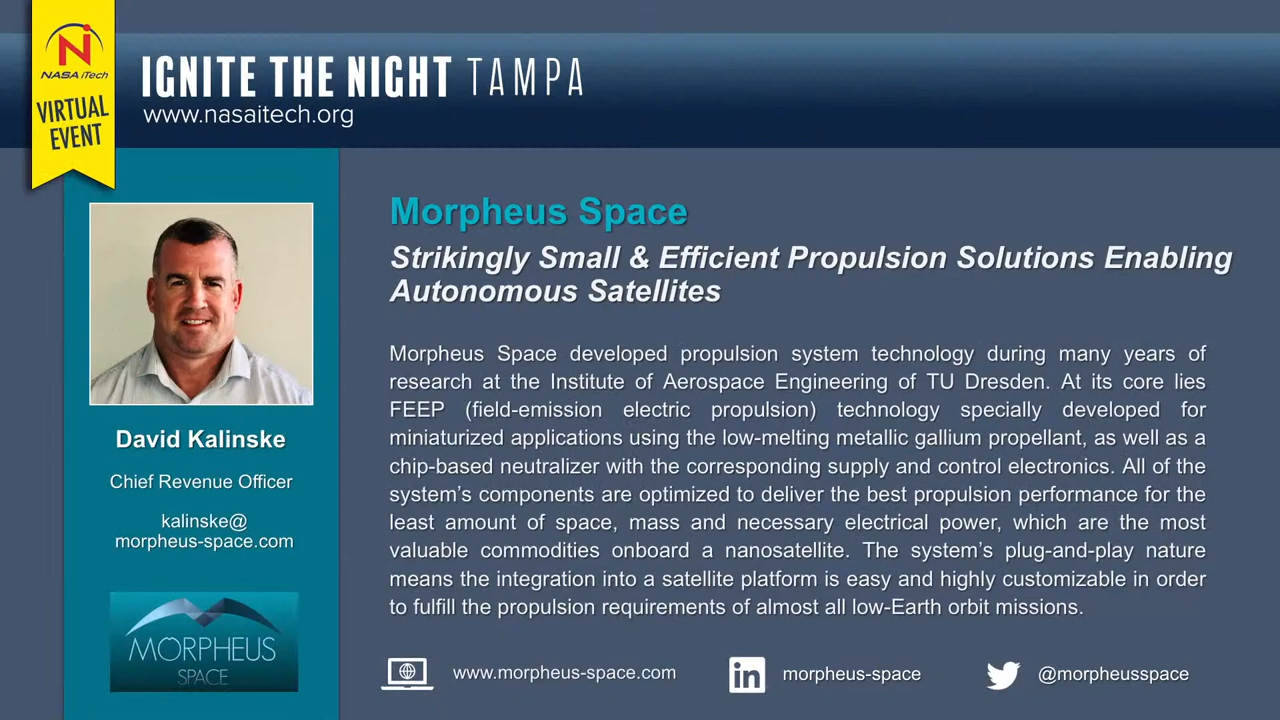 NASA iTech
VIRTUAL
EVENT
IGNITE THE NIGHT TAMPA
www.nasaitech.org
David Kalinske
Chief Revenue Officer
kalinske@
morpheus-space.com
MORPHEUS
SPACE
Morpheus Space
Strikingly Small & Efficient Propulsion Solutions Enabling
Autonomous Satellites
Morpheus Space developed propulsion system technology during many years of
research at the Institute of Aerospace Engineering of TU Dresden. At its core lies
FEEP (field-emission electric propulsion) technology specially developed for
miniaturized applications using the low-melting metallic gallium propellant, as well as a
chip-based neutralizer with the corresponding supply and control electronics. All of the
system's components are optimized to deliver the best propulsion performance for the
least amount of space, mass and necessary electrical power, which are the most
valuable commodities onboard a nanosatellite. The system's plug-and-play nature
means the integration into a satellite platform is easy and highly customizable in order
to fulfill the propulsion requirements of almost all low-Earth orbit missions.
www.morpheus-space.com
in
morpheus-space
@morpheusspace